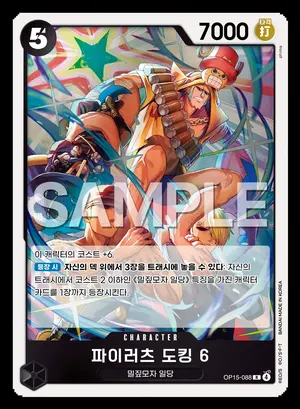 5
7000
打
SAMPLE
이 캐릭터의 코스트 +6.
등장 시 자신의 덱 위에서 3장을 트래시에 놓을 수 있다: 자신의
트래시에서 코스트 2 이하인 《밀짚모자 일당》 특징을 가진 캐릭터
카드를 1장까지 등장시킨다.
CHARACTER
파이러츠 도킹 6
밀짚모자 일당
OP15-088 R
BANDAI MADE IN KOREA